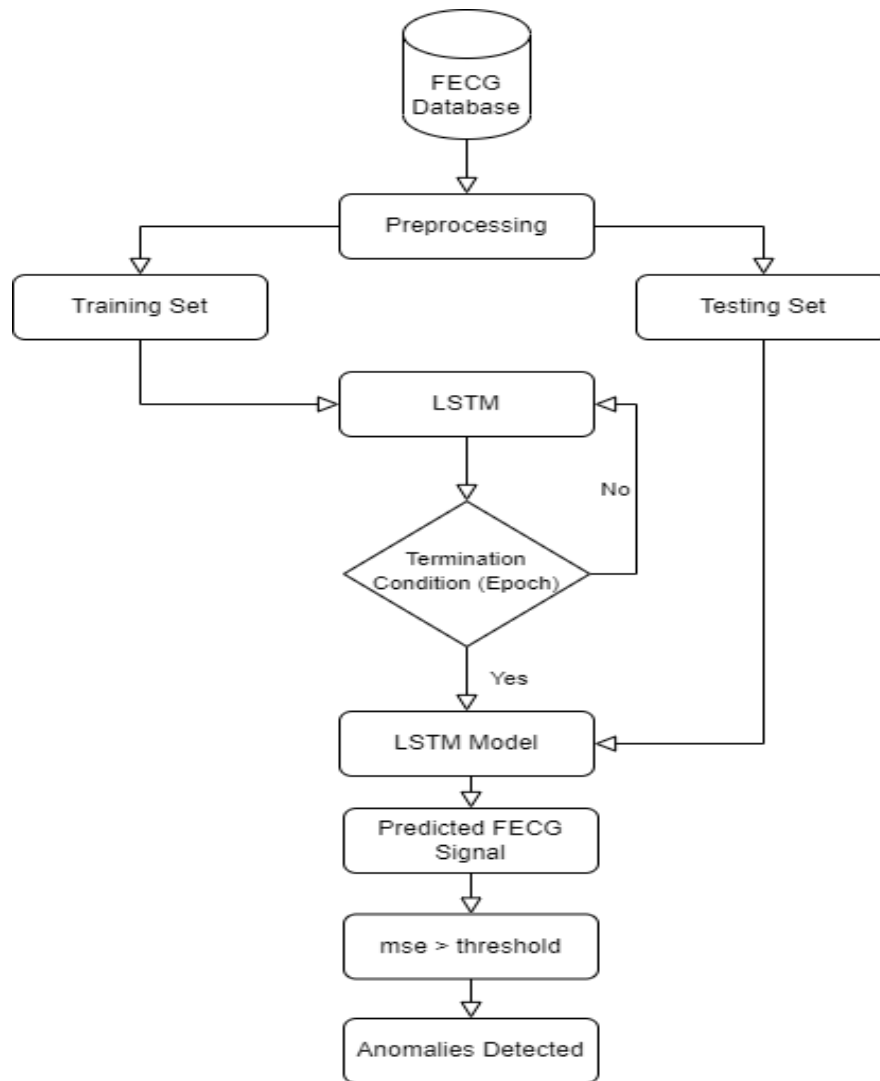 FECG
Database
Preprocessing
Training Set
Testing Set
LSTM
No
Termination
Condition (Epoch)
Yes
LSTM Model
Predicted FECG
Signal
mse > threshold
Anomalies Detected